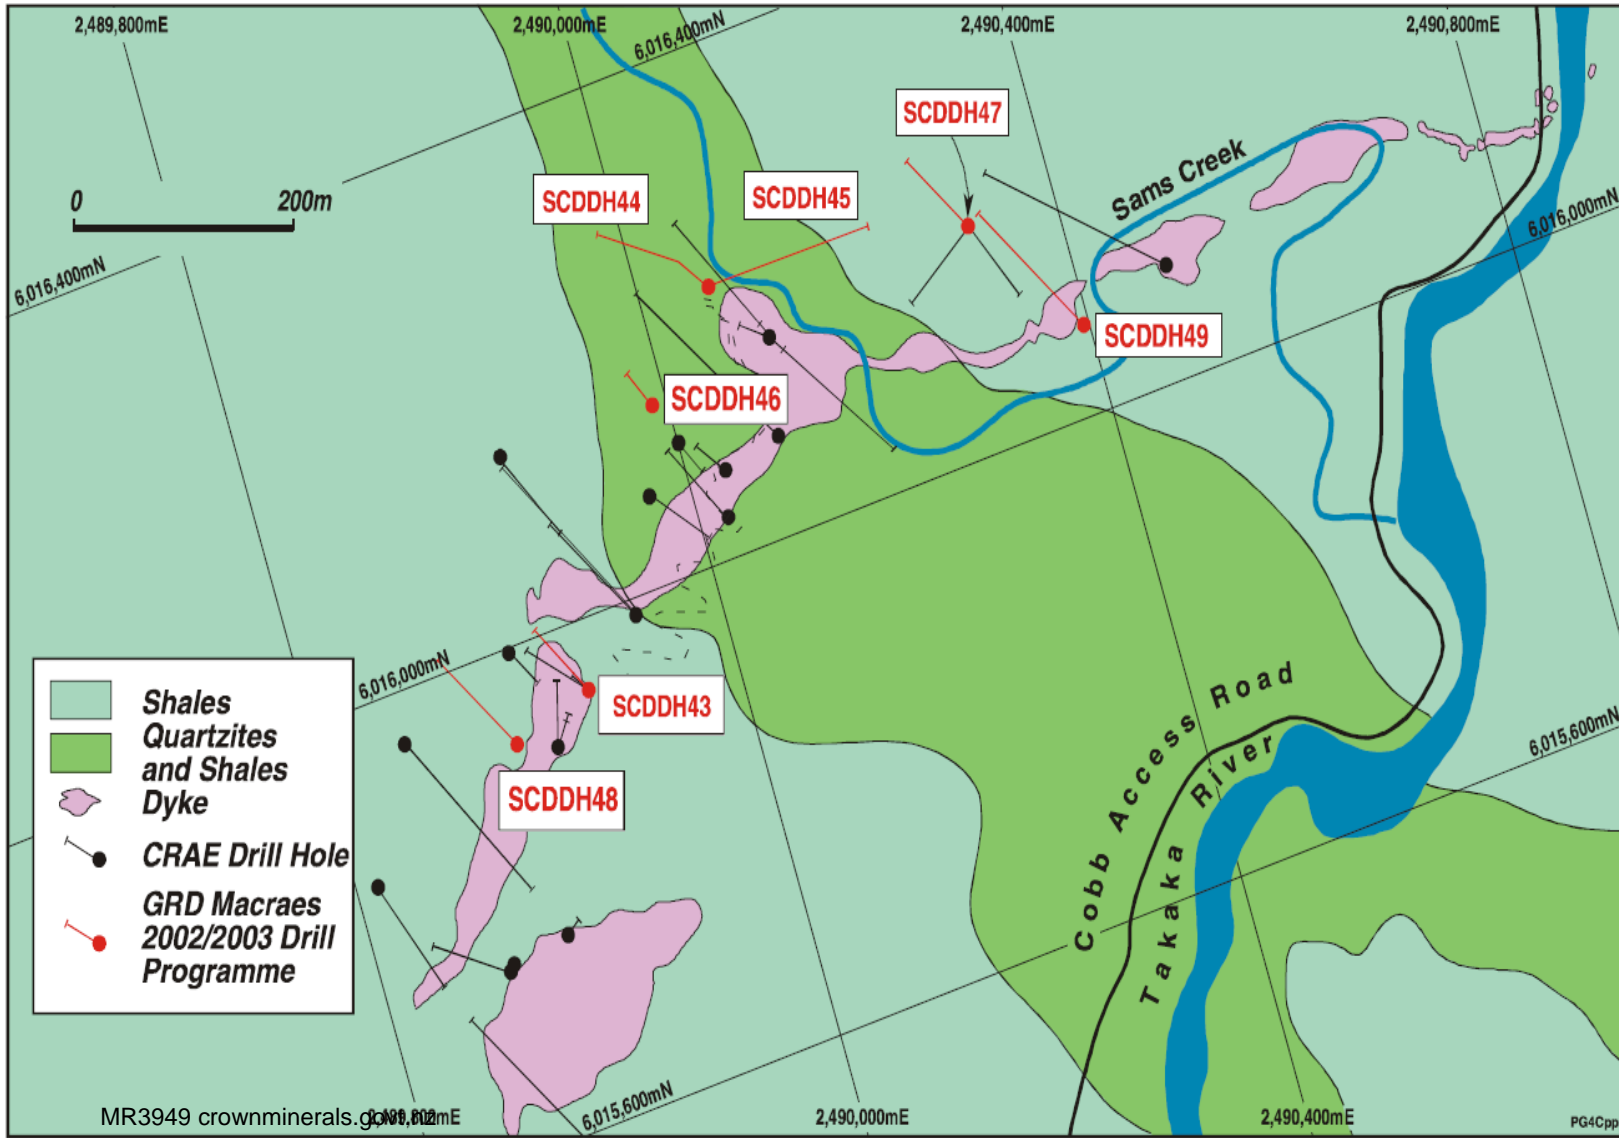 2,489,800mE
2,490,000mE
2,490,400mE
2,490,800mE
6,016,400mN
SCDDH47
0 200m
SCDDH44
SCDDH45
Sams Creek
6,016,000mN
6,016,400mN
SCDDH49
SCDDH46
6,016,000mN
SCDDH43
Cobb Access Road
Takaka River
6,015,600mN
SCDDH48
Shales
Quartzites
and Shales
Dyke
CRAE Drill Hole
GRD Macraes
2002/2003 Drill
Programme
6,015,600mN
MR3949 crownminerals.govt.nz
2,489,800mE
2,490,000mE
2,490,400mE
PG4Cpp